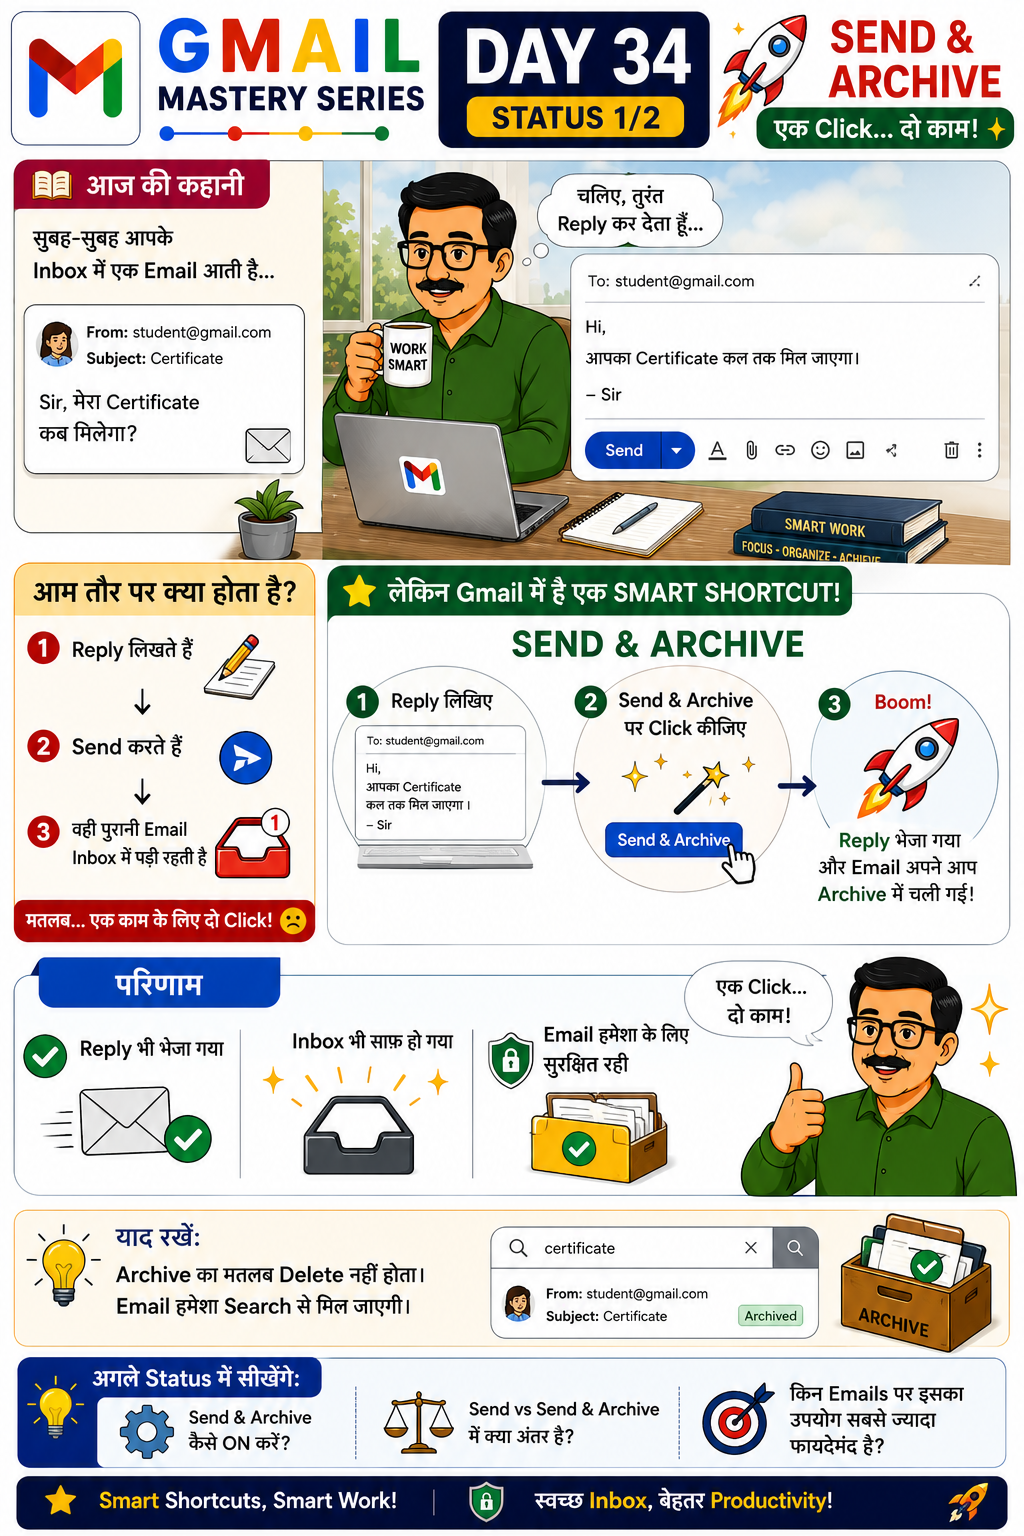 GMAIL
MASTERY SERIES
DAY 34
STATUS 1/2
SEND &
ARCHIVE
एक Click... दो काम!
आज की कहानी
सुबह-सुबह आपके
Inbox में एक Email आती है...
From: student@gmail.com
Subject: Certificate
Sir, मेरा Certificate
कब मिलेगा?
WORK
SMART
चलिए, तुरंत
Reply कर देता हूँ...
To: student@gmail.com
Hi,
आपका Certificate कल तक मिल जाएगा।
– Sir
Send
SMART WORK
FOCUS - ORGANIZE - ACHIEVE
आम तौर पर क्या होता है?
1 Reply लिखते हैं
2 Send करते हैं
3 वही पुरानी Email
Inbox में पड़ी रहती है
1
मतलब... एक काम के लिए दो Click!
लेकिन Gmail में है एक SMART SHORTCUT!
SEND & ARCHIVE
1 Reply लिखिए
To: student@gmail.com
Hi,
आपका Certificate
कल तक मिल जाएगा ।
– Sir
2 Send & Archive
पर Click कीजिए
Send & Archive
3 Boom!
Reply भेजा गया
और Email अपने आप
Archive में चली गई!
परिणाम
Reply भी भेजा गया
Inbox भी साफ़ हो गया
Email हमेशा के लिए
सुरक्षित रही
एक Click...
दो काम!
याद रखें:
Archive का मतलब Delete नहीं होता।
Email हमेशा Search से मिल जाएगी।
certificate
From: student@gmail.com
Subject: Certificate
Archived
ARCHIVE
अगले Status में सीखेंगे:
Send & Archive
कैसे ON करें?
Send vs Send & Archive
में क्या अंतर है?
किन Emails पर इसका
उपयोग सबसे ज्यादा
फायदेमंद है?
Smart Shortcuts, Smart Work!
स्वच्छ Inbox, बेहतर Productivity!